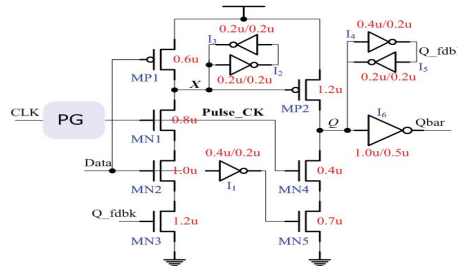 0.4u/0.2u
I4
0.2u/0.2u
I3
Q_fdbk
I5
0.6u
I2
MP1
X
0.2u/0.2u
0.2u/0.2u
1.2u
MP2
CLK
PG
0.8u
Pulse_CK
Q
I6
Qbar
MN1
0.4u/0.2u
1.0u/0.5u
Data
1.0u
0.4u
MN2
I1
MN4
Q_fdbk
1.2u
0.7u
MN3
MN5